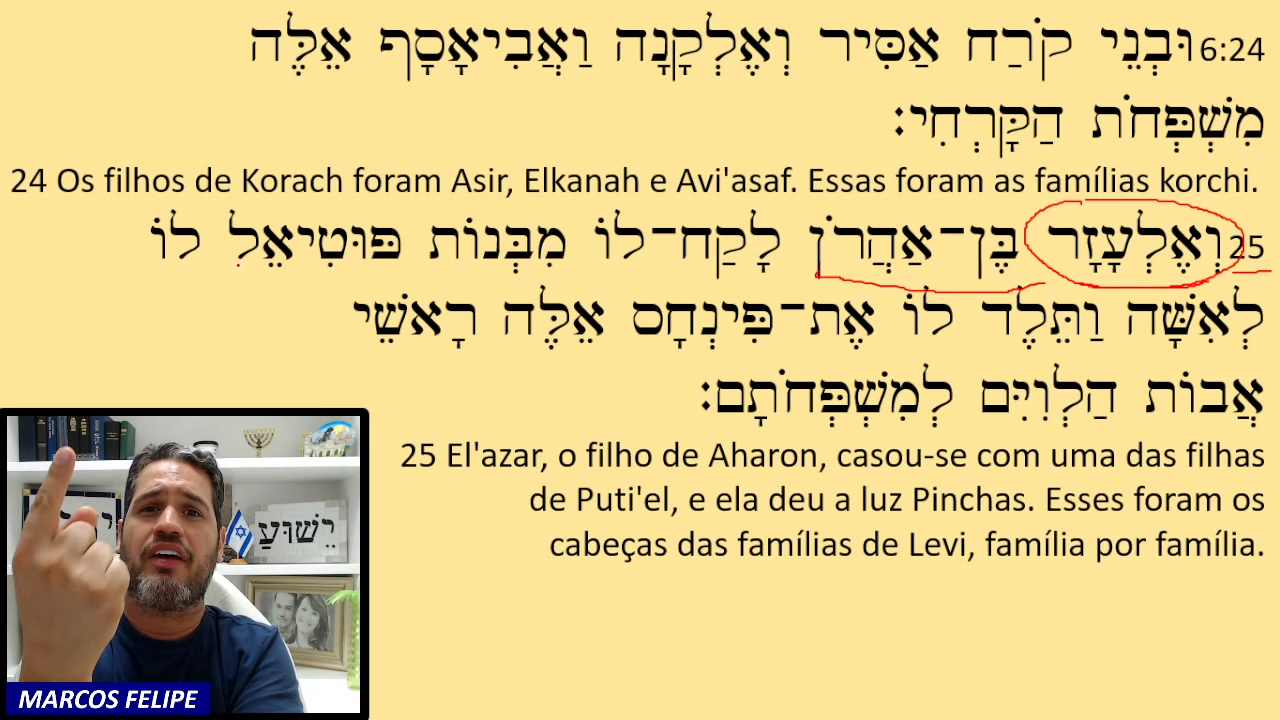 6:24 וּבְנֵי קֹרַח אַסִּיר וְאֶלְקָנָה וַאֲבִיאָסָף אֵלֶּה
מִשְׁפְּחֹת הַקָּרְחִי׃
24 Os filhos de Korach foram Asir, Elkanah e Avi'asaf. Essas foram as famílias korchi.
25 וְאֶלְעָזָר בֶּן־אַהֲרֹן לָקַח־לוֹ מִבְּנוֹת פּוּטִיאֵל לוֹ
לְאִשָּׁה וַתֵּלֶד לוֹ אֶת־פִּינְחָס אֵלֶּה רָאשֵׁי
אֲבוֹת הַלְוִיִּם לְמִשְׁפְּחֹתָם׃
25 El'azar, o filho de Aharon, casou-se com uma das filhas
de Puti'el, e ela deu a luz Pinchas. Esses foram os
cabeças das famílias de Levi, família por família.
יֵשׁוּעַ
MARCOS FELIPE